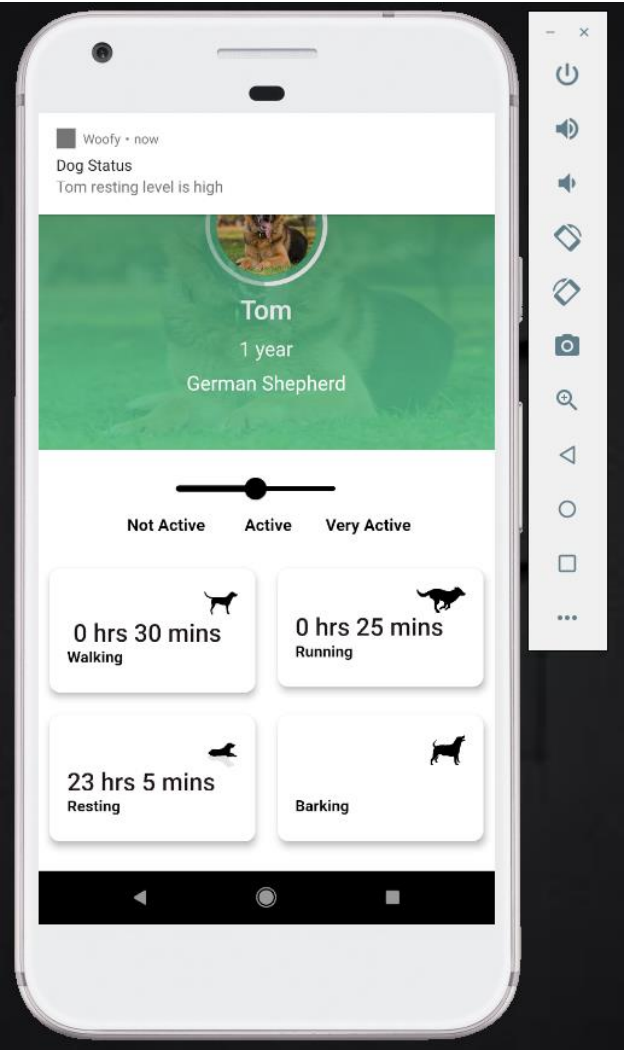 Woofy • now
Dog Status
Tom resting level is high
Tom
1 year
German Shepherd
Not Active Active Very Active
0 hrs 30 mins
Walking
0 hrs 25 mins
Running
23 hrs 5 mins
Resting
Barking